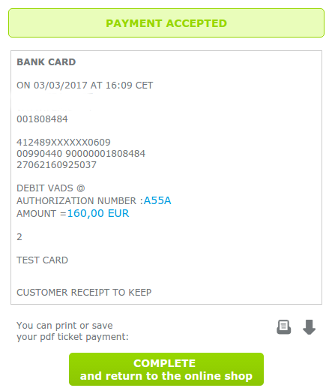 PAYMENT ACCEPTED
BANK CARD
ON 03/03/2017 AT 16:09 CET
001808484
412489XXXXXX0609
00990440 90000001808484
27062160925037
DEBIT VADS @
AUTHORIZATION NUMBER :A55A
AMOUNT =160,00 EUR
2
TEST CARD
CUSTOMER RECEIPT TO KEEP
You can print or save
your pdf ticket payment:
COMPLETE
and return to the online shop